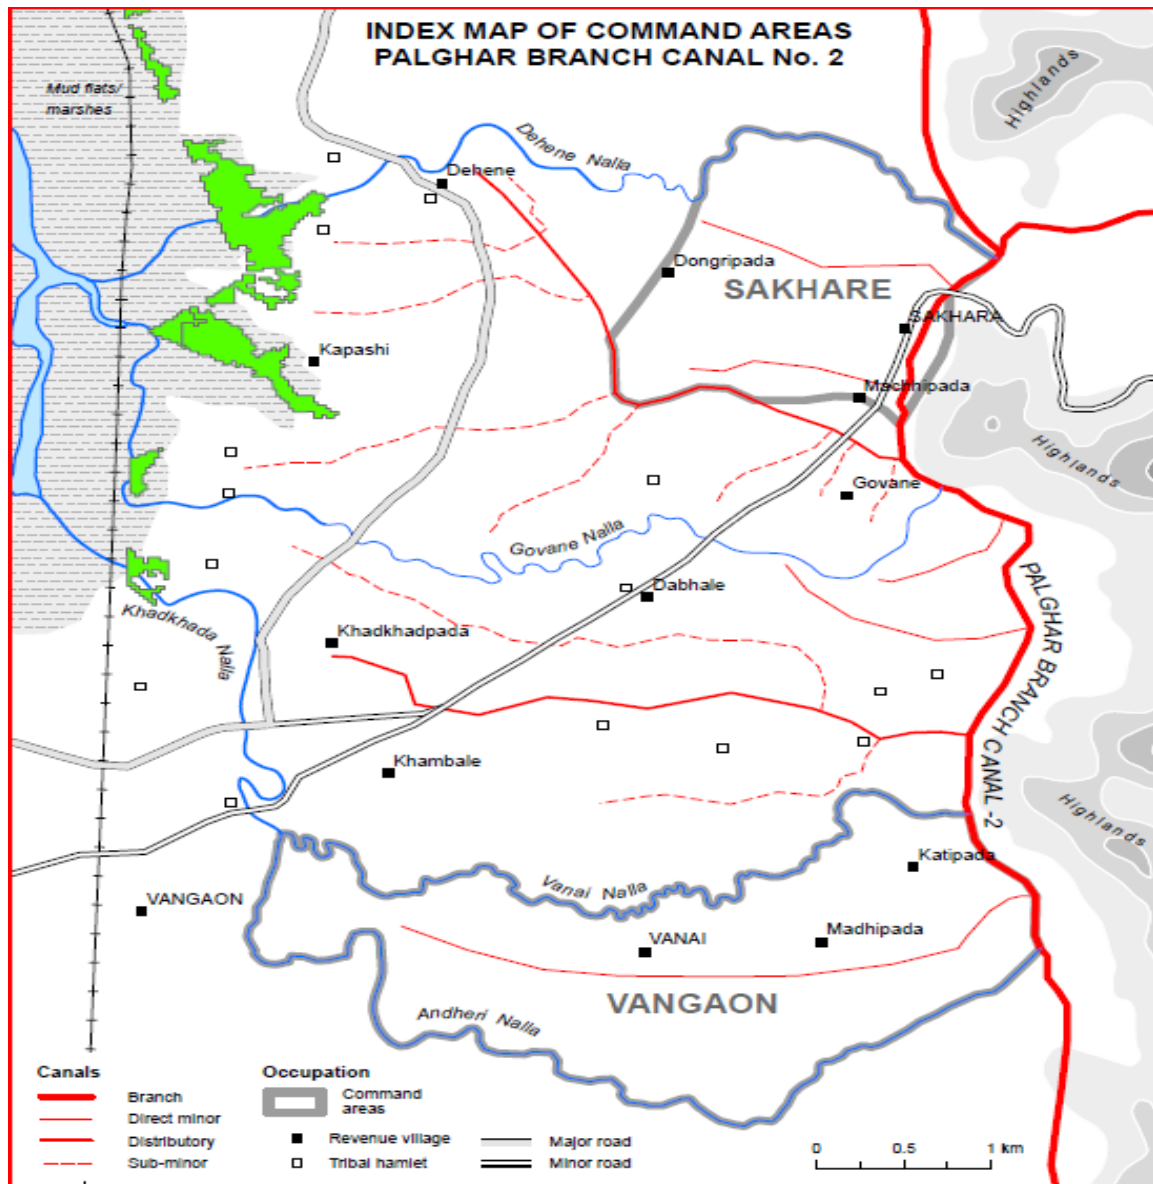 INDEX MAP OF COMMAND AREAS
PALGHAR BRANCH CANAL No. 2
Mud flats/
marshes
Highlands
Dehene Nalla
Dehene
Dongripada
SAKHARE
SAKHARA
Kapashi
Machhipada
Highlands
Govane
Govane Nalla
Dabhale
Khadkhada Nalla
Khadkhadpada
PALGHAR BRANCH CANAL -2
Khambale
Highlands
Katipada
Vanai Nalla
VANGAON
Madhipada
VANAI
VANGAON
Andheri Nalla
Canals
Branch
Direct minor
Distributory
Sub-minor
Occupation
Command
areas
Revenue village
Tribal hamlet
Major road
Minor road
0 0.5 1 km